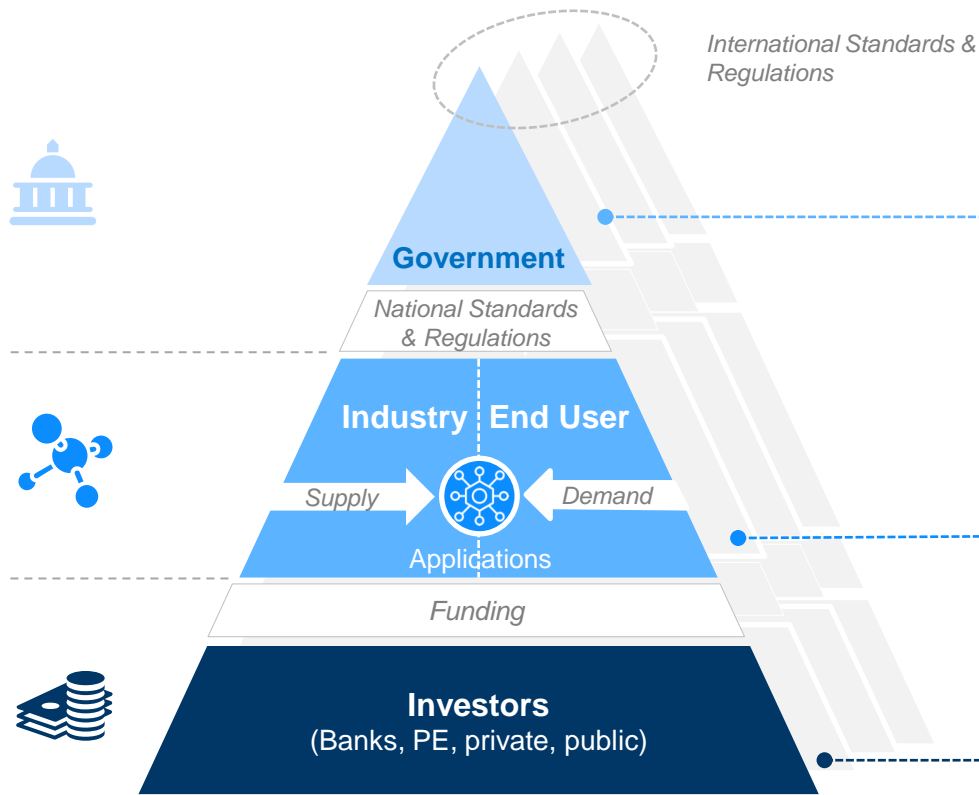 International Standards &
Regulations
Government
National Standards
& Regulations
Industry
End User
Supply
Demand
Applications
Funding
Investors
(Banks, PE, private, public)